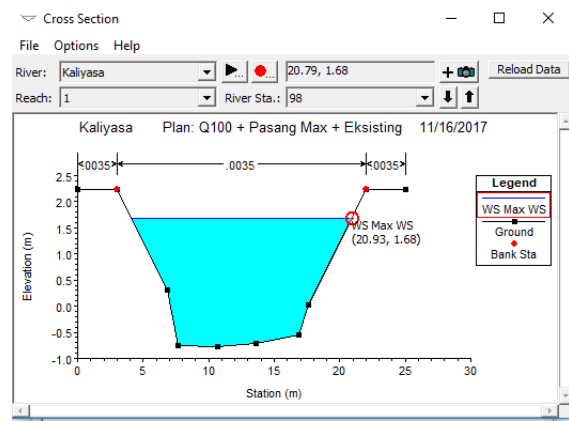 Cross Section
File Options Help
River: Kaliyasa ... ... 20.79, 1.68 + Reload Data
Reach: 1 River Sta.: 98
Kaliyasa Plan: Q100 + Pasang Max + Eksisting 11/16/2017
.0035 .0035 .0035
2.5
2.0
1.5
1.0
0.5
0.0
-0.5
-1.0
0 5 10 15 20 25 30
Elevation (m)
Station (m)
WS Max WS
(20.93, 1.68)
Legend
WS Max WS
Ground
Bank Sta